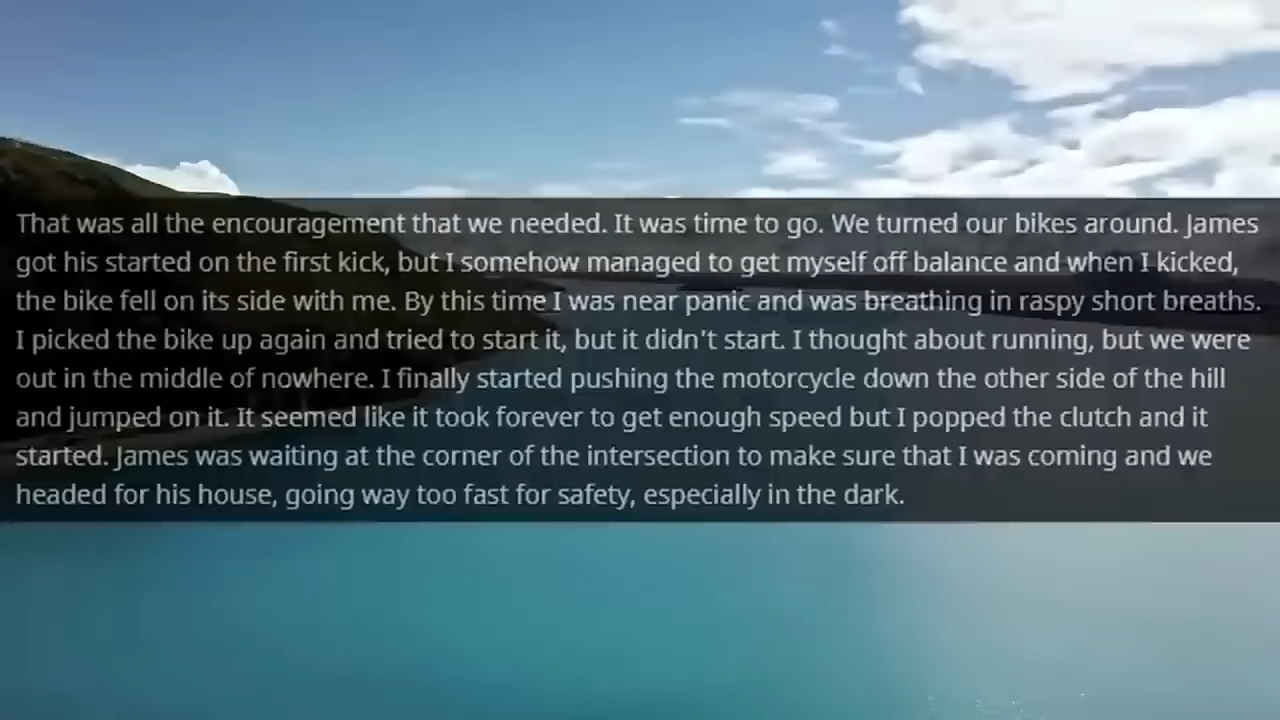 That was all the encouragement that we needed. It was time to go. We turned our bikes around. James
got his started on the first kick, but I somehow managed to get myself off balance and when I kicked,
the bike fell on its side with me. By this time I was near panic and was breathing in raspy short breaths.
I picked the bike up again and tried to start it, but it didn't start. I thought about running, but we were
out in the middle of nowhere. I finally started pushing the motorcycle down the other side of the hill
and jumped on it. It seemed like it took forever to get enough speed but I popped the clutch and it
started. James was waiting at the corner of the intersection to make sure that I was coming and we
headed for his house, going way too fast for safety, especially in the dark.